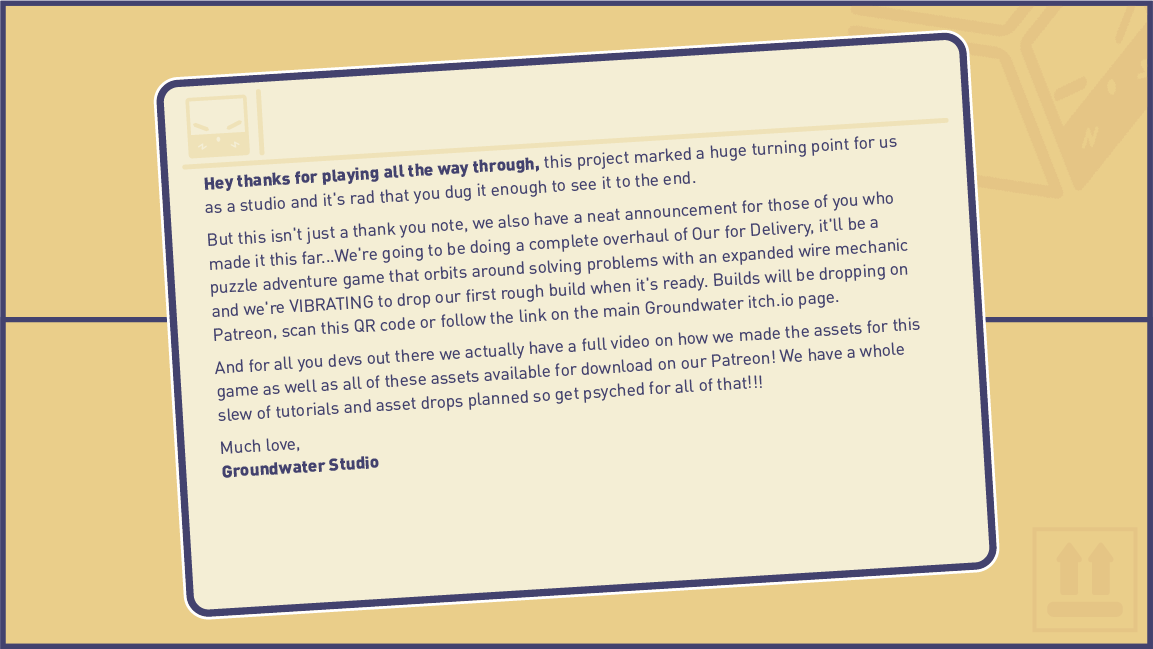 Hey thanks for playing all the way through, this project marked a huge turning point for us
as a studio and it's rad that you dug it enough to see it to the end.
But this isn't just a thank you note, we also have a neat announcement for those of you who
made it this far...We're going to be doing a complete overhaul of Our for Delivery, it'll be a
puzzle adventure game that orbits around solving problems with an expanded wire mechanic
and we're VIBRATING to drop our first rough build when it's ready. Builds will be dropping on
Patreon, scan this QR code or follow the link on the main Groundwater itch.io page.
And for all you devs out there we actually have a full video on how we made the assets for this
game as well as all of these assets available for download on our Patreon! We have a whole
slew of tutorials and asset drops planned so get psyched for all of that!!!
Much love,
Groundwater Studio